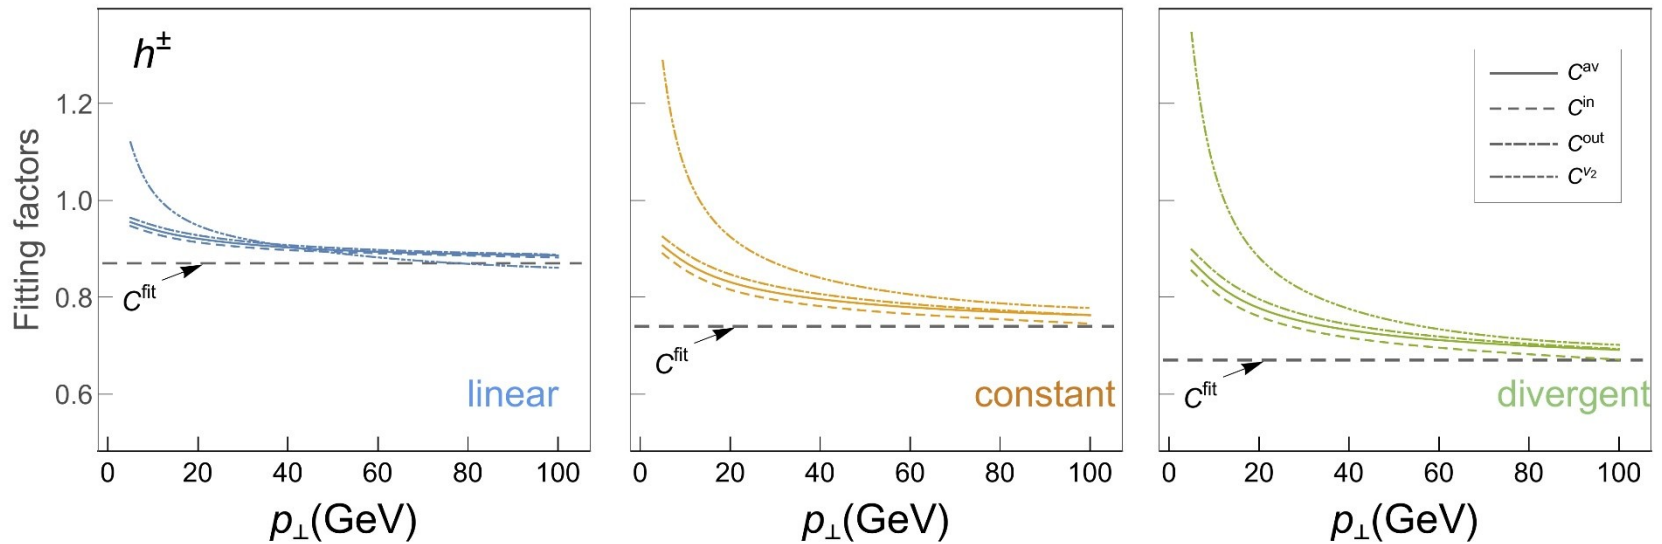 h±
Fitting factors
1.2
1.0
0.8
0.6
C^fit
linear
0 20 40 60 80 100
p⊥(GeV)
C^fit
constant
0 20 40 60 80 100
p⊥(GeV)
C^av
C^in
C^out
C^v₂
C^fit
divergent
0 20 40 60 80 100
p⊥(GeV)